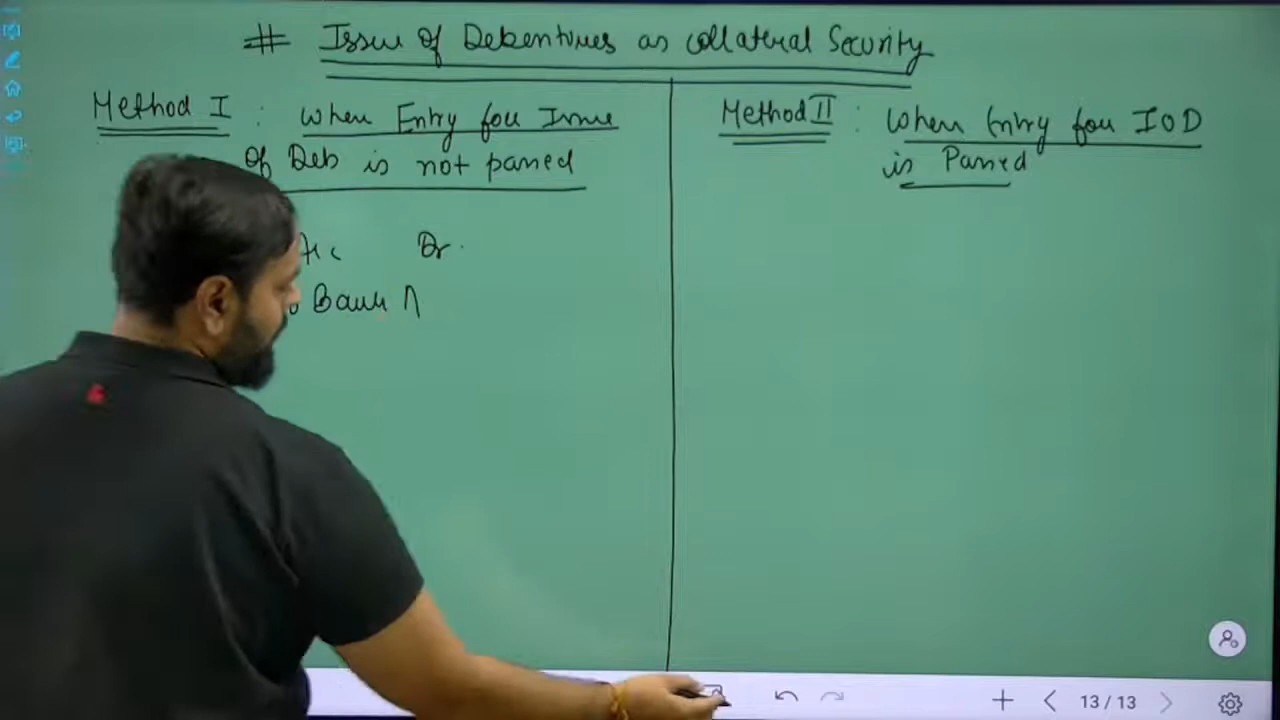 # Issue of Debentures as collateral Security
Method I : when Entry for Issue
of Deb is not passed
A/c Dr.
Bank A
Method II : when Entry for IOD
is Passed
13/13